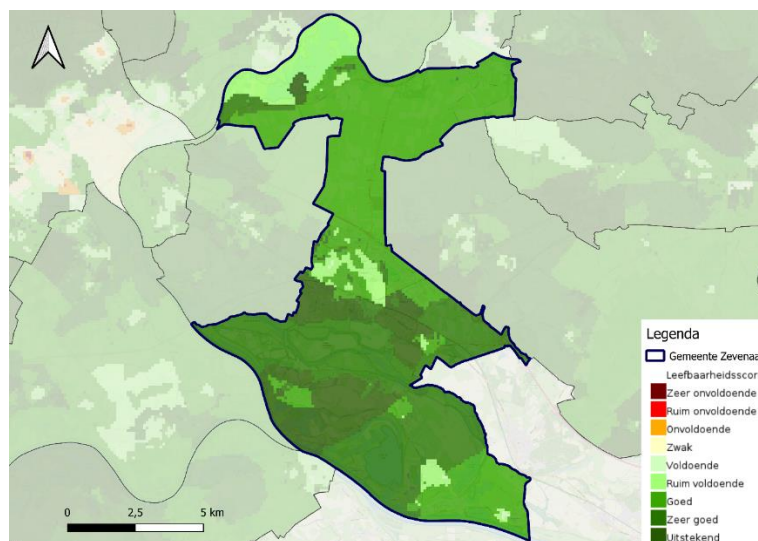 Legenda
Gemeente Zevenaa
Leefbaarheidsscor
Zeer onvoldoende
Ruim onvoldoende
Onvoldoende
Zwak
Voldoende
Ruim voldoende
Goed
Zeer goed
Uitstekend
0 2,5 5 km